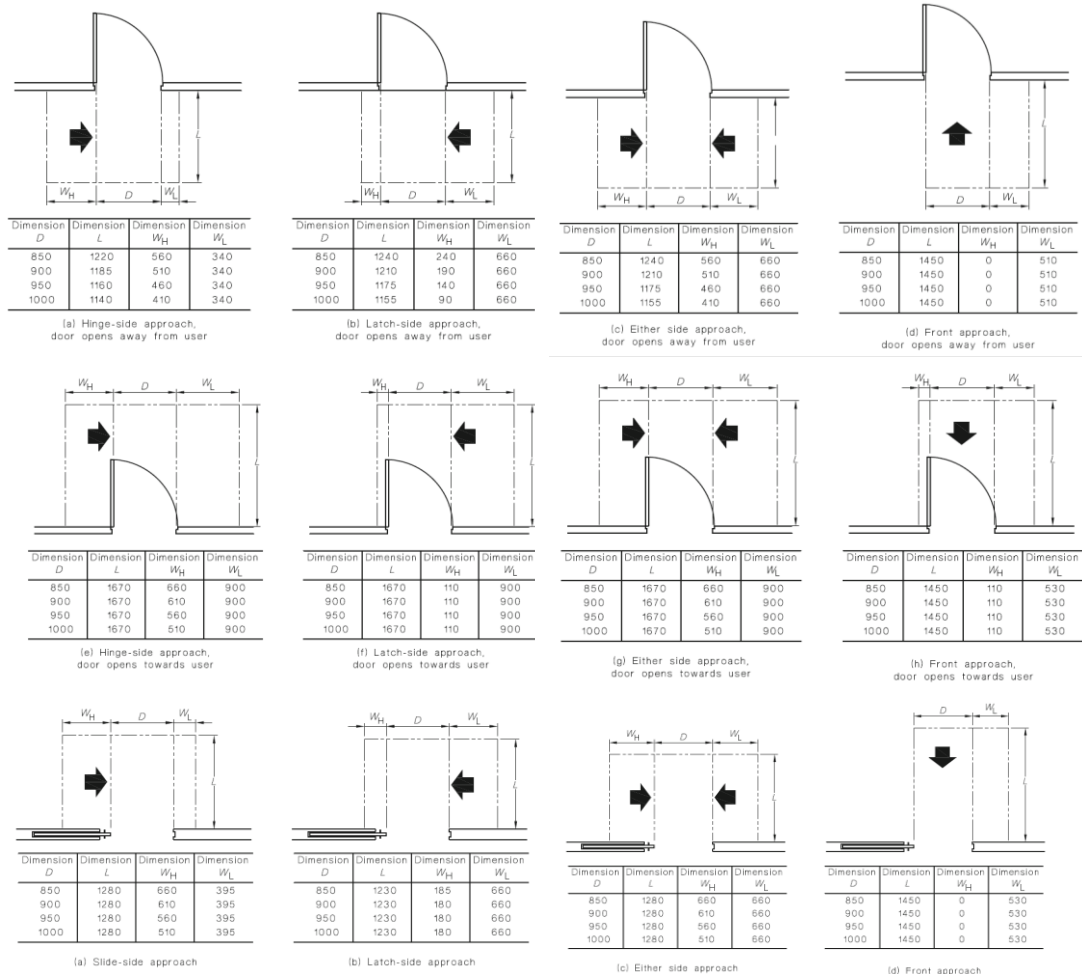 L
WH D WL
Dimension Dimension Dimension Dimension
D L WH WL
850 1220 560 340
900 1185 510 340
950 1160 460 340
1000 1140 410 340
(a) Hinge-side approach,
door opens away from user
L
WH D WL
Dimension Dimension Dimension Dimension
D L WH WL
850 1240 240 660
900 1210 190 660
950 1175 140 660
1000 1155 90 660
(b) Latch-side approach,
door opens away from user
WH D WL
Dimension Dimension Dimension Dimension
D L WH WL
850 1240 560 660
900 1210 510 660
950 1175 460 660
1000 1155 410 660
(c) Either side approach,
door opens away from user
L
D WL
Dimension Dimension Dimension Dimension
D L WH WL
850 1450 0 510
900 1450 0 510
950 1450 0 510
1000 1450 0 510
(d) Front approach,
door opens away from user
WH D WL
L
Dimension Dimension Dimension Dimension
D L WH WL
850 1670 660 900
900 1670 610 900
950 1670 560 900
1000 1670 510 900
(e) Hinge-side approach,
door opens towards user
WH D WL
L
Dimension Dimension Dimension Dimension
D L WH WL
850 1670 110 900
900 1670 110 900
950 1670 110 900
1000 1670 110 900
(f) Latch-side approach,
door opens towards user
WH D WL
L
Dimension Dimension Dimension Dimension
D L WH WL
850 1670 660 900
900 1670 610 900
950 1670 560 900
1000 1670 510 900
(g) Either side approach,
door opens towards user
WH D WL
L
Dimension Dimension Dimension Dimension
D L WH WL
850 1450 110 530
900 1450 110 530
950 1450 110 530
1000 1450 110 530
(h) Front approach,
door opens towards user
WH D WL
L
Dimension Dimension Dimension Dimension
D L WH WL
850 1280 660 395
900 1280 610 395
950 1280 560 395
1000 1280 510 395
(a) Slide-side approach
WH D WL
L
Dimension Dimension Dimension Dimension
D L WH WL
850 1230 185 660
900 1230 180 660
950 1230 180 660
1000 1230 180 660
(b) Latch-side approach
WH D WL
L
Dimension Dimension Dimension Dimension
D L WH WL
850 1280 660 660
900 1280 610 660
950 1280 560 660
1000 1280 510 660
(c) Either side approach
D WL
L
Dimension Dimension Dimension Dimension
D L WH WL
850 1450 0 530
900 1450 0 530
950 1450 0 530
1000 1450 0 530
(d) Front approach